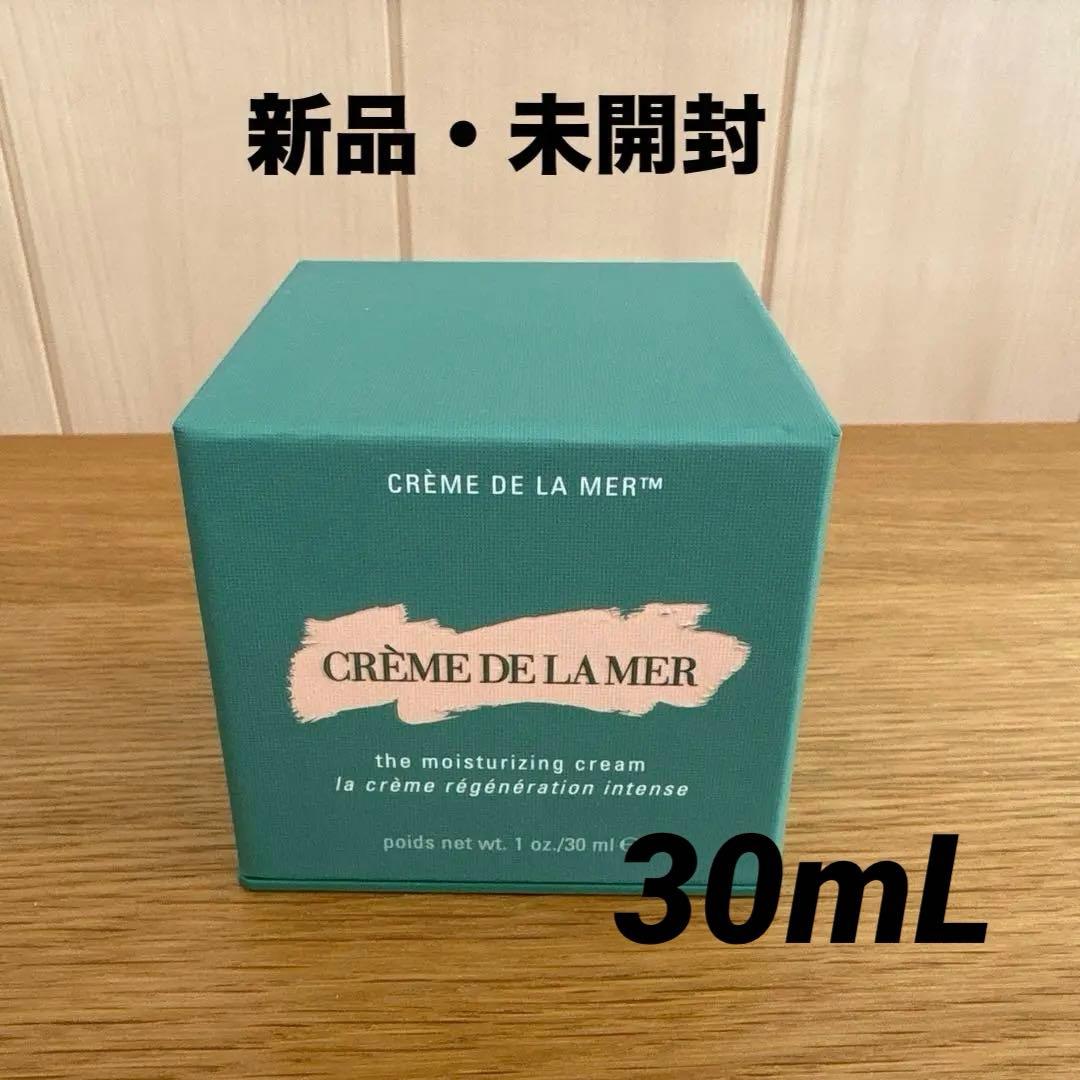 新品・未開封
CRÈME DE LA MER™
CRÈME DE LA MER
the moisturizing cream
la crème régénération intense
poids net wt. 1 oz./30 ml ℮
30mL